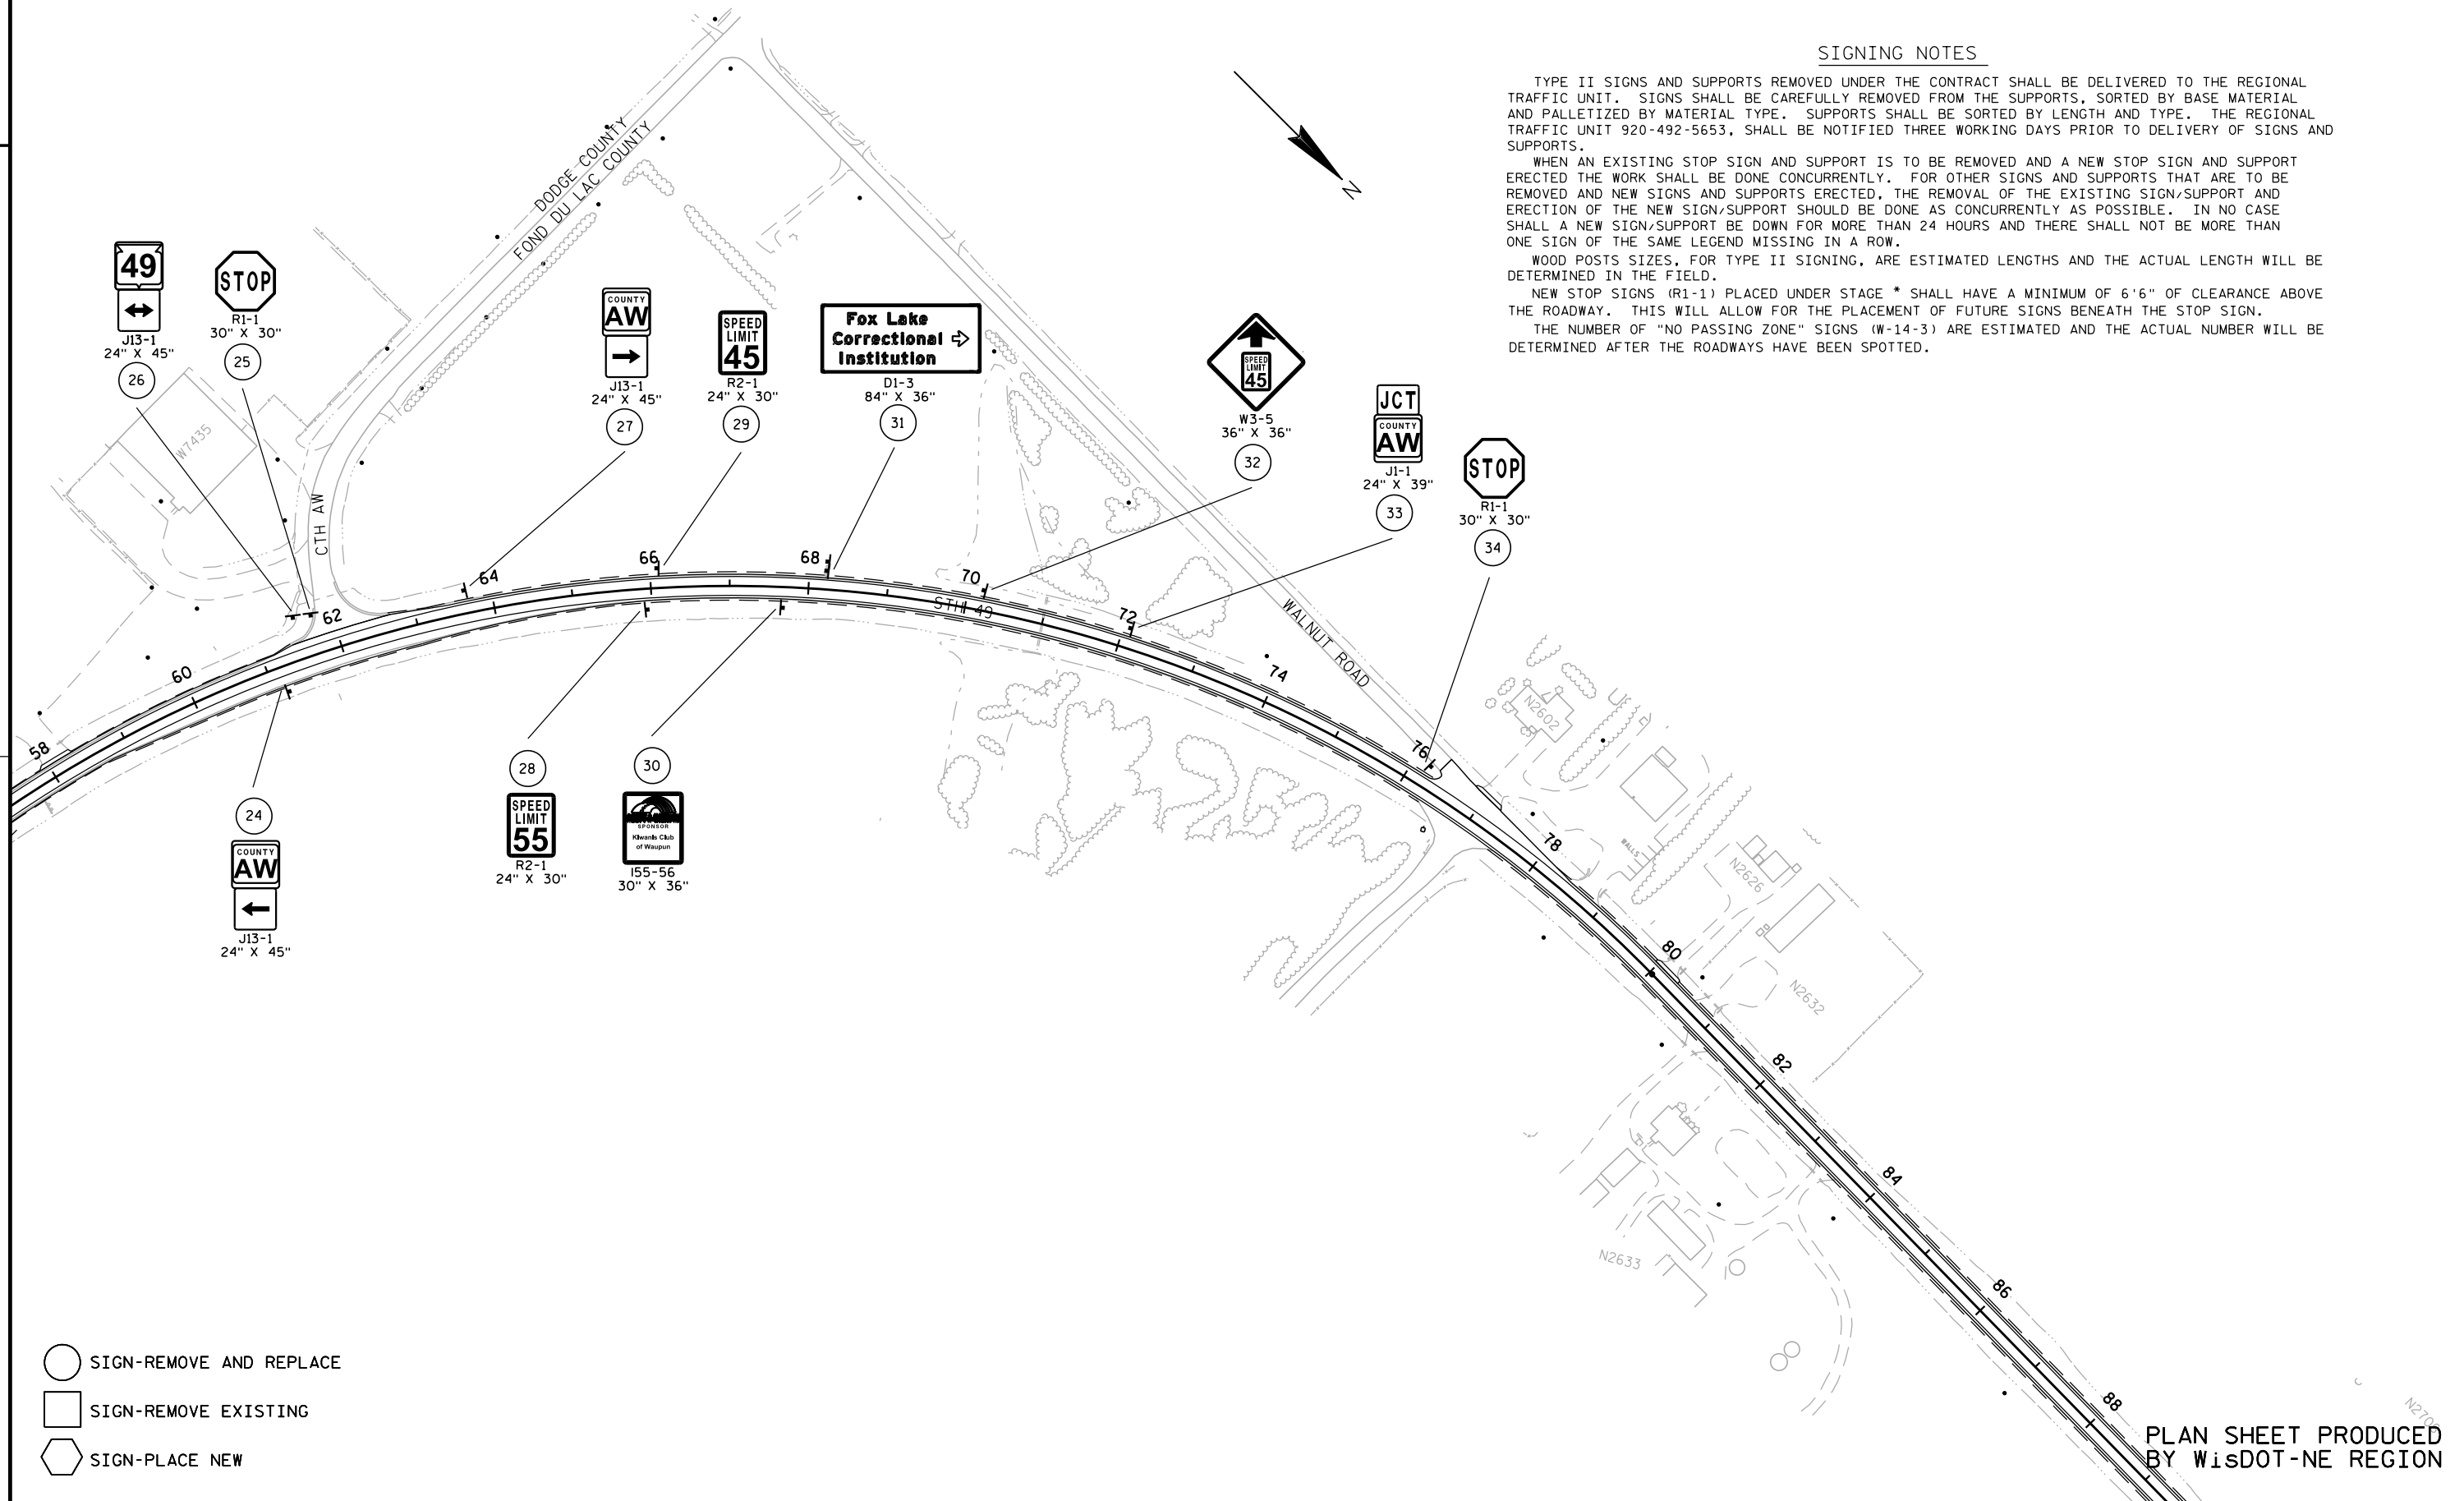 SIGNING NOTES
TYPE II SIGNS AND SUPPORTS REMOVED UNDER THE CONTRACT SHALL BE DELIVERED TO THE REGIONAL
TRAFFIC UNIT. SIGNS SHALL BE CAREFULLY REMOVED FROM THE SUPPORTS, SORTED BY BASE MATERIAL
AND PALLETIZED BY MATERIAL TYPE. SUPPORTS SHALL BE SORTED BY LENGTH AND TYPE. THE REGIONAL
TRAFFIC UNIT 920-492-5653, SHALL BE NOTIFIED THREE WORKING DAYS PRIOR TO DELIVERY OF SIGNS AND
SUPPORTS.
WHEN AN EXISTING STOP SIGN AND SUPPORT IS TO BE REMOVED AND A NEW STOP SIGN AND SUPPORT
ERECTED THE WORK SHALL BE DONE CONCURRENTLY. FOR OTHER SIGNS AND SUPPORTS THAT ARE TO BE
REMOVED AND NEW SIGNS AND SUPPORTS ERECTED, THE REMOVAL OF THE EXISTING SIGN/SUPPORT AND
ERECTION OF THE NEW SIGN/SUPPORT SHOULD BE DONE AS CONCURRENTLY AS POSSIBLE. IN NO CASE
SHALL A NEW SIGN/SUPPORT BE DOWN FOR MORE THAN 24 HOURS AND THERE SHALL NOT BE MORE THAN
ONE SIGN OF THE SAME LEGEND MISSING IN A ROW.
WOOD POSTS SIZES, FOR TYPE II SIGNING, ARE ESTIMATED LENGTHS AND THE ACTUAL LENGTH WILL BE
DETERMINED IN THE FIELD.
NEW STOP SIGNS (R1-1) PLACED UNDER STAGE * SHALL HAVE A MINIMUM OF 6'6" OF CLEARANCE ABOVE
THE ROADWAY. THIS WILL ALLOW FOR THE PLACEMENT OF FUTURE SIGNS BENEATH THE STOP SIGN.
THE NUMBER OF "NO PASSING ZONE" SIGNS (W-14-3) ARE ESTIMATED AND THE ACTUAL NUMBER WILL BE
DETERMINED AFTER THE ROADWAYS HAVE BEEN SPOTTED.
N
DODGE COUNTY
FOND DU LAC COUNTY
49
J13-1
24" X 45"
26
STOP
R1-1
30" X 30"
25
COUNTY
AW
J13-1
24" X 45"
27
SPEED
LIMIT
45
R2-1
24" X 30"
29
Fox Lake
Correctional
Institution
D1-3
84" X 36"
31
SPEED
LIMIT
45
W3-5
36" X 36"
32
JCT
COUNTY
AW
J1-1
24" X 39"
33
STOP
R1-1
30" X 30"
34
W7435
CTH AW
STH 49
WALNUT ROAD
58
60
62
64
66
68
70
72
74
76
78
80
82
84
86
88
N2602
WALLS
N2626
N2632
N2633
24
COUNTY
AW
J13-1
24" X 45"
28
SPEED
LIMIT
55
R2-1
24" X 30"
30
SPONSOR
Kiwanis Club
of Waupun
I55-56
30" X 36"
SIGN-REMOVE AND REPLACE
SIGN-REMOVE EXISTING
SIGN-PLACE NEW
PLAN SHEET PRODUCED
BY WisDOT-NE REGION